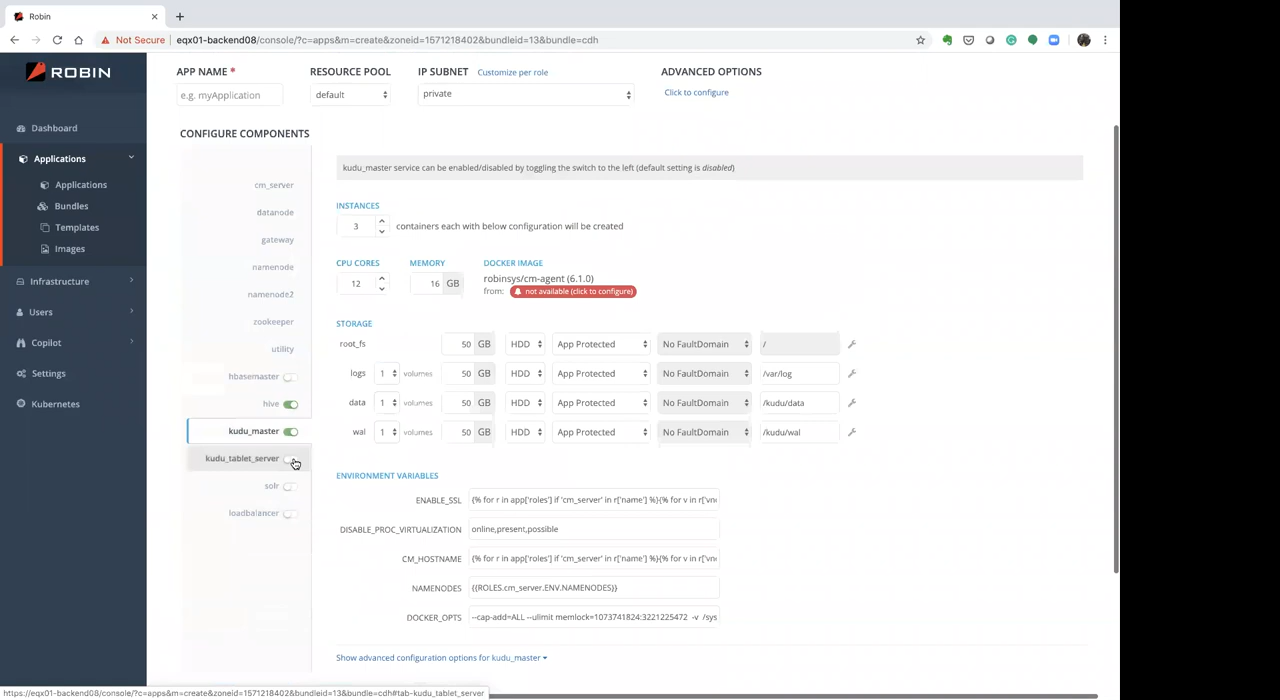 Robin
Not Secure
eqx01-backend08/console/?c=apps&m=create&zoneid=1571218402&bundleid=13&bundle=cdh
ROBIN
Dashboard
Applications
Applications
Bundles
Templates
Images
Infrastructure
Users
Copilot
Settings
Kubernetes
APP NAME *
RESOURCE POOL
IP SUBNET
Customize per role
ADVANCED OPTIONS
e.g. myApplication
default
private
Click to configure
CONFIGURE COMPONENTS
cm_server
datanode
gateway
namenode
namenode2
zookeeper
utility
hbasemaster
hive
kudu_master
kudu_tablet_server
solr
loadbalancer
kudu_master service can be enabled/disabled by toggling the switch to the left (default setting is disabled)
INSTANCES
3 containers each with below configuration will be created
CPU CORES
MEMORY
DOCKER IMAGE
12
16 GB
robinsys/cm-agent (6.1.0)
from: not available (click to configure)
STORAGE
root_fs 50 GB HDD App Protected No FaultDomain /
logs 1 volumes 50 GB HDD App Protected No FaultDomain /var/log
data 1 volumes 50 GB HDD App Protected No FaultDomain /kudu/data
wal 1 volumes 50 GB HDD App Protected No FaultDomain /kudu/wal
ENVIRONMENT VARIABLES
ENABLE_SSL {% for r in app['roles'] if 'cm_server' in r['name'] %}{% for v in r['vno
DISABLE_PROC_VIRTUALIZATION online,present,possible
CM_HOSTNAME {% for r in app['roles'] if 'cm_server' in r['name'] %}{% for v in r['vno
NAMENODES {{ROLES.cm_server.ENV.NAMENODES}}
DOCKER_OPTS --cap-add=ALL --ulimit memlock=1073741824:3221225472 -v /sys
Show advanced configuration options for kudu_master
https://eqx01-backend08/console/?c=apps&m=create&zoneid=1571218402&bundleid=13&bundle=cdh#tab-kudu_tablet_server